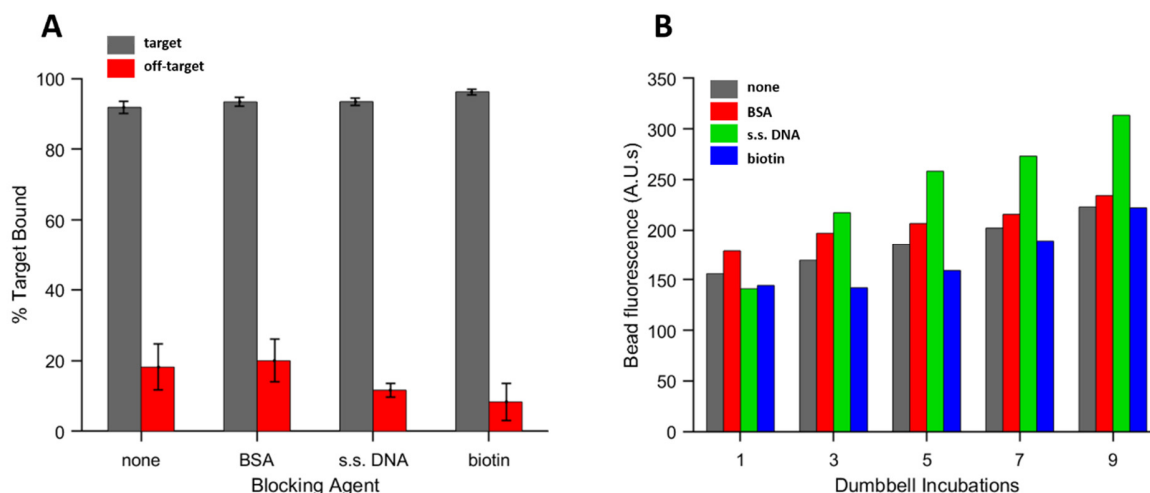 A
target
off-target
% Target Bound
100
80
60
40
20
0
none BSA s.s. DNA biotin
Blocking Agent
B
none
BSA
s.s. DNA
biotin
Bead fluorescence (A.U.s)
350
300
250
200
150
100
50
0
1 3 5 7 9
Dumbbell Incubations